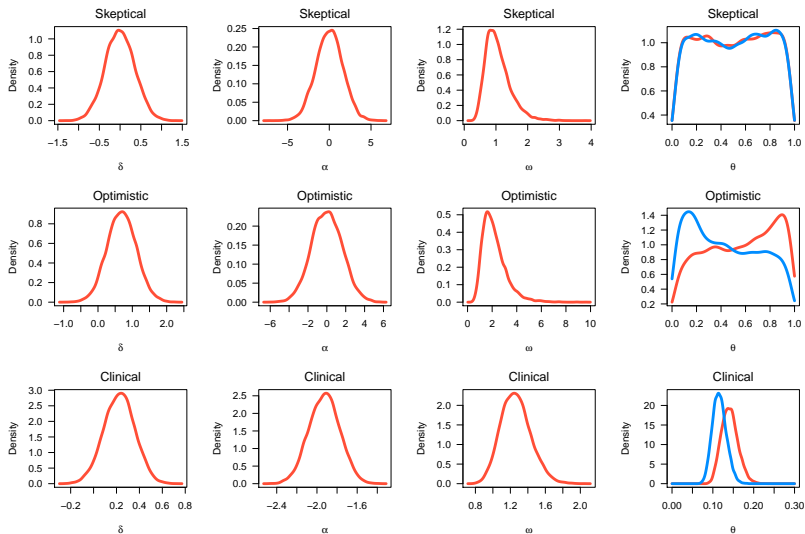 Skeptical Skeptical Skeptical Skeptical
Density 0.0 0.2 0.4 0.6 0.8 1.0
−1.5 −0.5 0.5 1.5
δ
Density 0.00 0.05 0.10 0.15 0.20 0.25
−5 0 5
α
Density 0.0 0.2 0.4 0.6 0.8 1.0 1.2
0 1 2 3 4
ω
Density 0.4 0.6 0.8 1.0
0.0 0.2 0.4 0.6 0.8 1.0
θ
Optimistic Optimistic Optimistic Optimistic
Density 0.0 0.2 0.4 0.6 0.8
−1.0 0.0 1.0 2.0
δ
Density 0.00 0.05 0.10 0.15 0.20
−6 −2 0 2 4 6
α
Density 0.0 0.1 0.2 0.3 0.4 0.5
0 2 4 6 8 10
ω
Density 0.2 0.4 0.6 0.8 1.0 1.2 1.4
0.0 0.2 0.4 0.6 0.8 1.0
θ
Clinical Clinical Clinical Clinical
Density 0.0 0.5 1.0 1.5 2.0 2.5 3.0
−0.2 0.2 0.4 0.6 0.8
δ
Density 0.0 0.5 1.0 1.5 2.0 2.5
−2.4 −2.0 −1.6
α
Density 0.0 0.5 1.0 1.5 2.0
0.8 1.2 1.6 2.0
ω
Density 0 5 10 15 20
0.00 0.10 0.20 0.30
θ